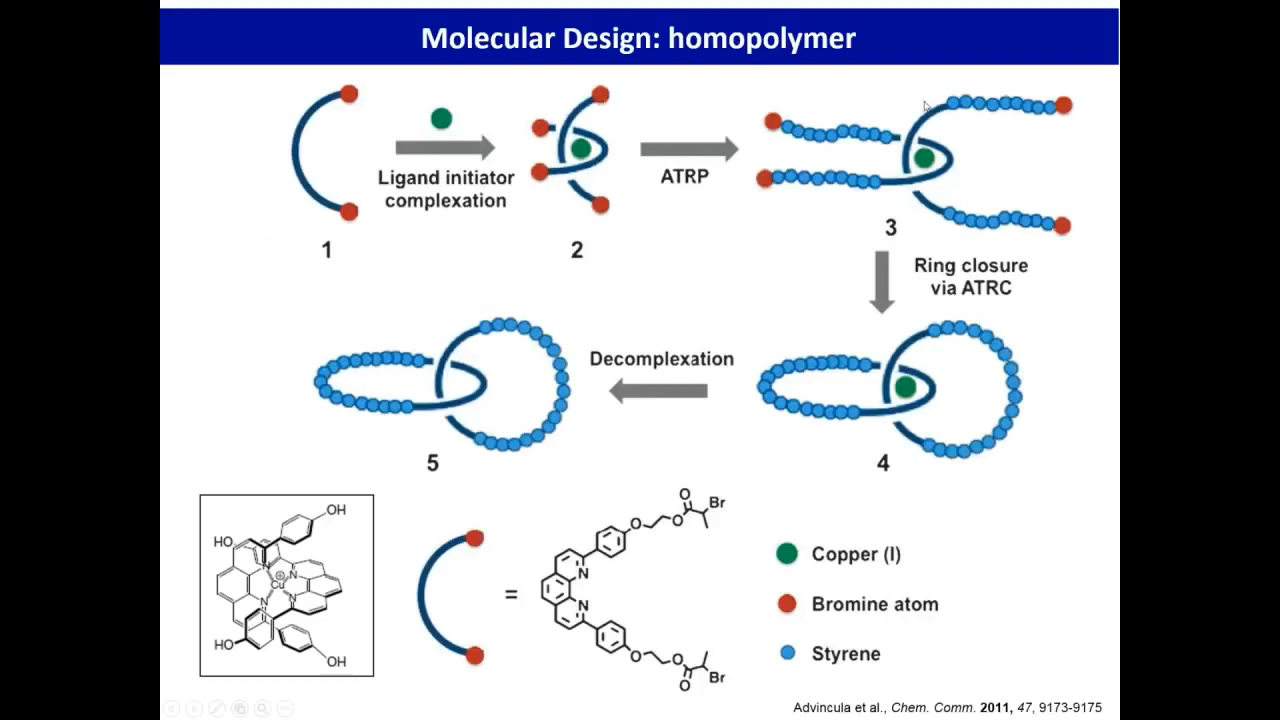 Molecular Design: homopolymer
Ligand initiator
complexation
ATRP
1
2
3
Ring closure
via ATRC
Decomplexation
5
4
OH
HO
N
N
Cu
⊕
N
N
HO
OH
=
N
N
O
O
O
Br
O
O
O
Br
Copper (I)
Bromine atom
Styrene
Advincula et al., Chem. Comm. 2011, 47, 9173-9175